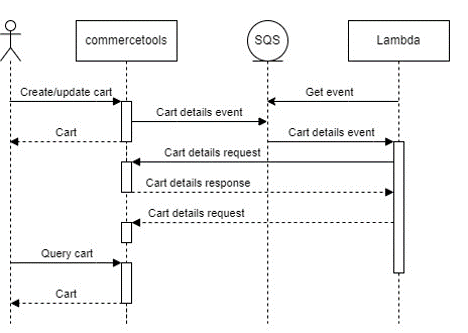 commercetools
SQS
Lambda
Create/update cart
Get event
Cart details event
Cart
Cart details event
Cart details request
Cart details response
Cart details request
Query cart
Cart